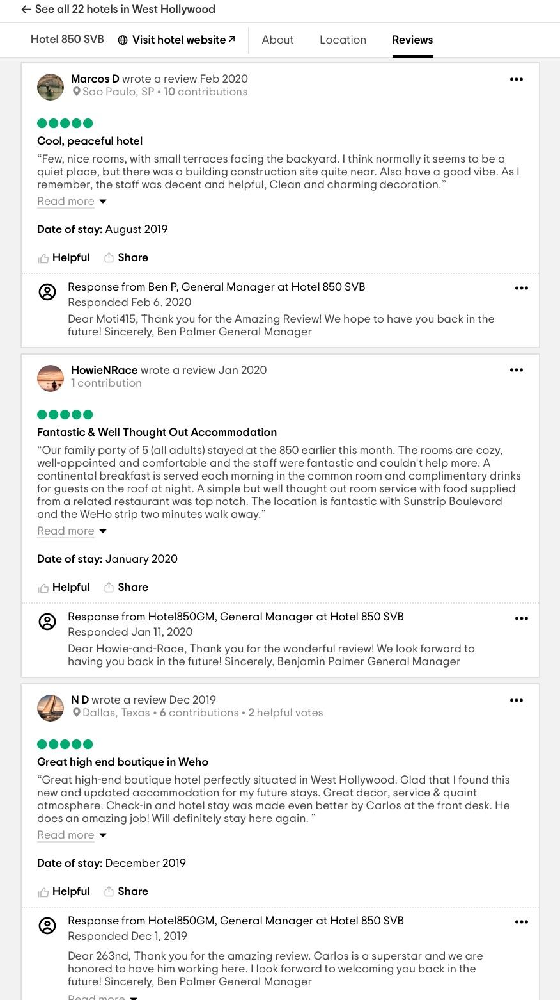 ← See all 22 hotels in West Hollywood
Hotel 850 SVB Visit hotel website ↗ About Location Reviews
Marcos D wrote a review Feb 2020
Sao Paulo, SP • 10 contributions
Cool, peaceful hotel
“Few, nice rooms, with small terraces facing the backyard. I think normally it seems to be a
quiet place, but there was a building construction site quite near. Also have a good vibe. As I
remember, the staff was decent and helpful, Clean and charming decoration.”
Read more
Date of stay: August 2019
Helpful Share
Response from Ben P, General Manager at Hotel 850 SVB
Responded Feb 6, 2020
Dear Moti415, Thank you for the Amazing Review! We hope to have you back in the
future! Sincerely, Ben Palmer General Manager
HowieNRace wrote a review Jan 2020
1 contribution
Fantastic & Well Thought Out Accommodation
“Our family party of 5 (all adults) stayed at the 850 earlier this month. The rooms are cozy,
well-appointed and comfortable and the staff were fantastic and couldn't help more. A
continental breakfast is served each morning in the common room and complimentary drinks
for guests on the roof at night. A simple but well thought out room service with food supplied
from a related restaurant was top notch. The location is fantastic with Sunstrip Boulevard
and the WeHo strip two minutes walk away.”
Read more
Date of stay: January 2020
Helpful Share
Response from Hotel850GM, General Manager at Hotel 850 SVB
Responded Jan 11, 2020
Dear Howie-and-Race, Thank you for the wonderful review! We look forward to
having you back in the future! Sincerely, Benjamin Palmer General Manager
N D wrote a review Dec 2019
Dallas, Texas • 6 contributions • 2 helpful votes
Great high end boutique in Weho
“Great high-end boutique hotel perfectly situated in West Hollywood. Glad that I found this
new and updated accommodation for my future stays. Great decor, service & quaint
atmosphere. Check-in and hotel stay was made even better by Carlos at the front desk. He
does an amazing job! Will definitely stay here again. ”
Read more
Date of stay: December 2019
Helpful Share
Response from Hotel850GM, General Manager at Hotel 850 SVB
Responded Dec 1, 2019
Dear 263nd, Thank you for the amazing review. Carlos is a superstar and we are
honored to have him working here. I look forward to welcoming you back in the
future! Sincerely, Ben Palmer General Manager
Read more